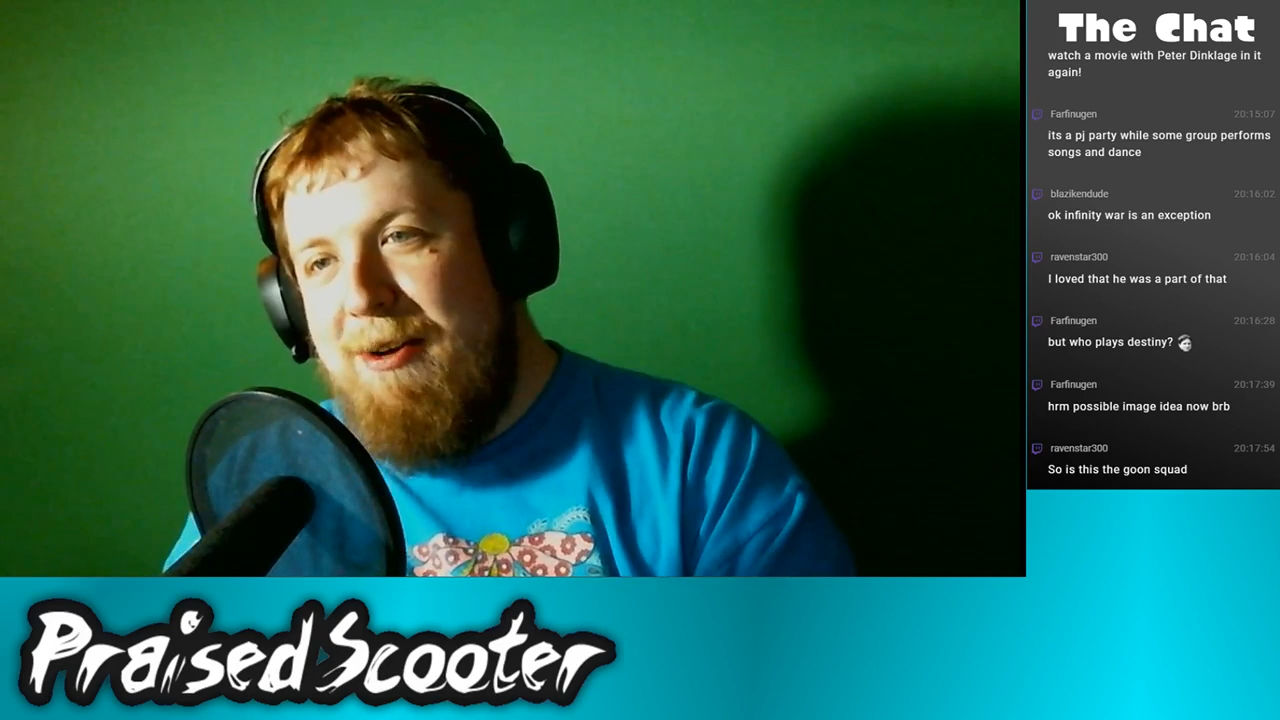 The Chat
watch a movie with Peter Dinklage in it
again!
Farfinugen 20:15:07
its a pj party while some group performs
songs and dance
blazikendude 20:16:02
ok infinity war is an exception
ravenstar300 20:16:04
I loved that he was a part of that
Farfinugen 20:16:28
but who plays destiny?
Farfinugen 20:17:39
hrm possible image idea now brb
ravenstar300 20:17:54
So is this the goon squad
PraisedScooter